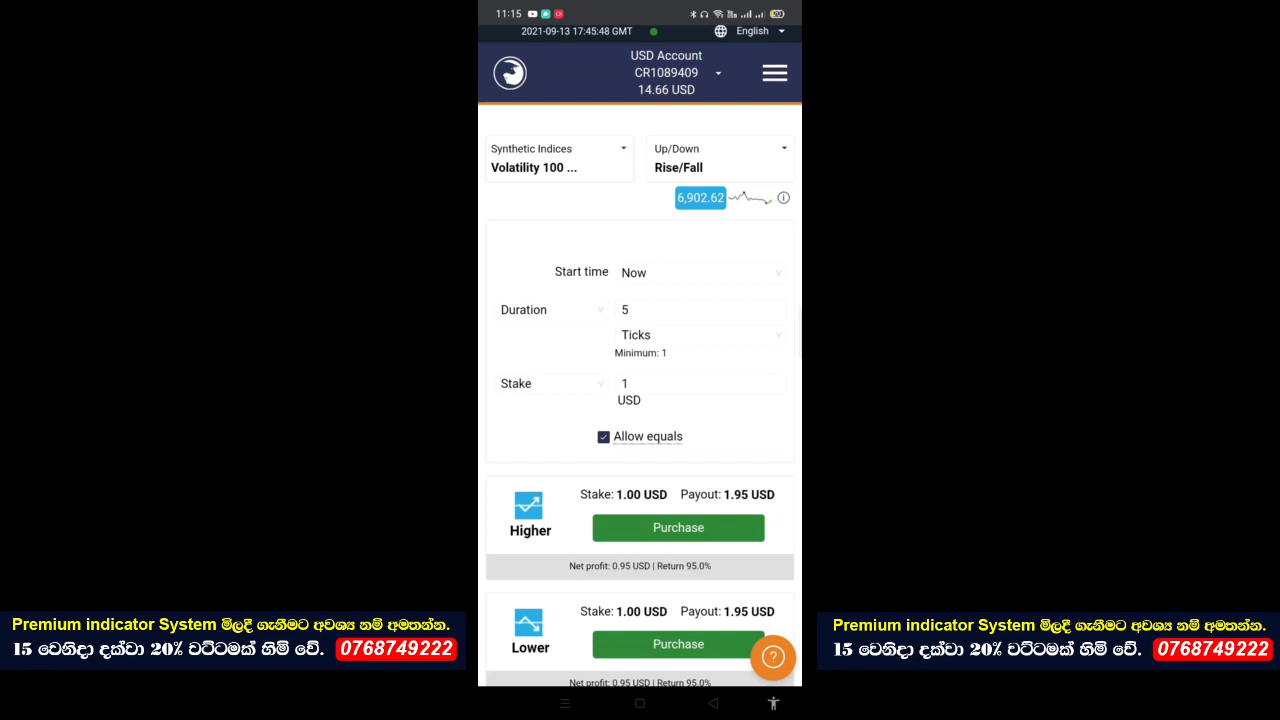 11:15
2021-09-13 17:45:48 GMT
English
USD Account
CR1089409
14.66 USD
Synthetic Indices
Volatility 100 ...
Up/Down
Rise/Fall
6,902.62
Start time
Now
Duration
5
Ticks
Minimum: 1
Stake
1
USD
Allow equals
Stake: 1.00 USD Payout: 1.95 USD
Higher
Purchase
Net profit: 0.95 USD | Return 95.0%
Stake: 1.00 USD Payout: 1.95 USD
Lower
Purchase
Net profit: 0.95 USD | Return 95.0%
Premium indicator System මිලදී ගැනීමට අවශ්‍ය නම් අමතන්න.
15 වෙනිදා දක්වා 20% වට්ටමක් හිමි වේ. 0768749222
Premium indicator System මිලදී ගැනීමට අවශ්‍ය නම් අමතන්න.
15 වෙනිදා දක්වා 20% වට්ටමක් හිමි වේ. 0768749222